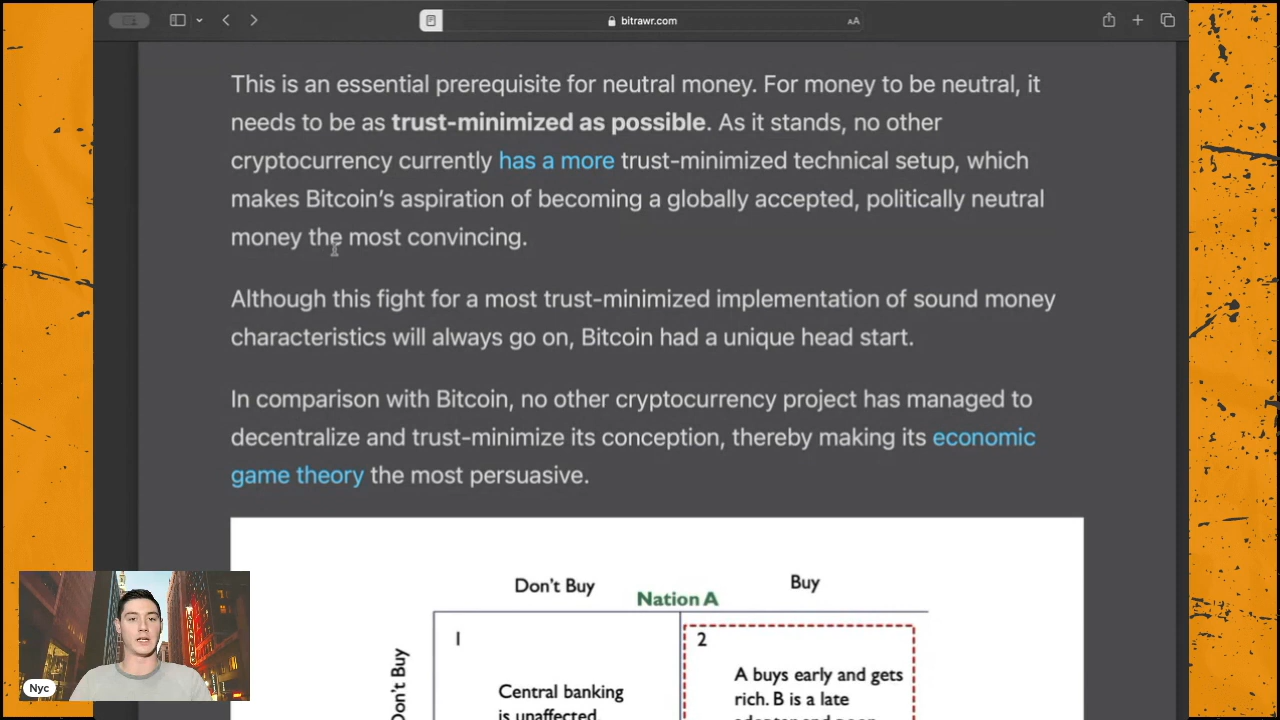 bitrawr.com
AA
This is an essential prerequisite for neutral money. For money to be neutral, it
needs to be as trust-minimized as possible. As it stands, no other
cryptocurrency currently has a more trust-minimized technical setup, which
makes Bitcoin’s aspiration of becoming a globally accepted, politically neutral
money the most convincing.
Although this fight for a most trust-minimized implementation of sound money
characteristics will always go on, Bitcoin had a unique head start.
In comparison with Bitcoin, no other cryptocurrency project has managed to
decentralize and trust-minimize its conception, thereby making its economic
game theory the most persuasive.
Don't Buy
Nation A
Buy
Don't Buy
1
Central banking
is unaffected.
2
A buys early and gets
rich. B is a late
Nyc